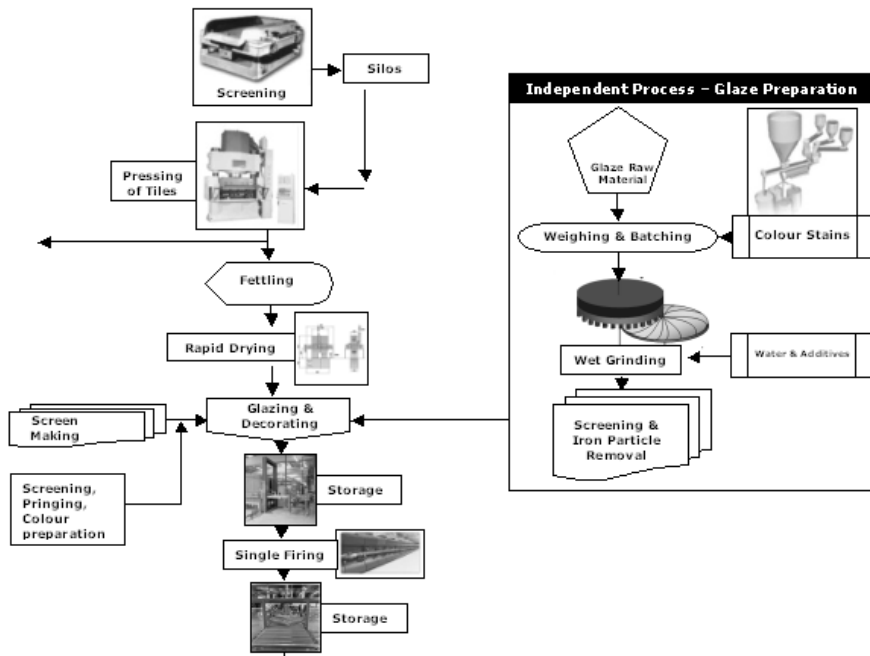 Screening
Silos
Pressing
of Tiles
Fettling
Rapid Drying
Glazing &
Decorating
Screen
Making
Screening,
Pringing,
Colour
preparation
Storage
Single Firing
Storage
Independent Process – Glaze Preparation
Glaze Raw
Material
Weighing & Batching
Colour Stains
Wet Grinding
Water & Additives
Screening &
Iron Particle
Removal